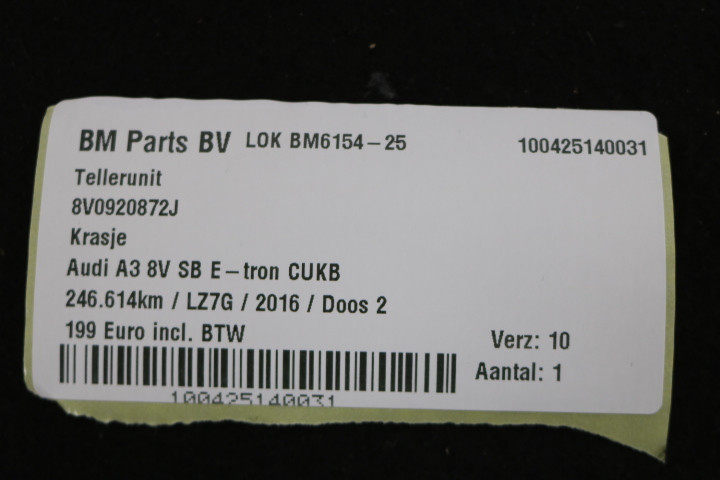 BM Parts BV LOK BM6154-25 100425140031
Tellerunit
8V0920872J
Krasje
Audi A3 8V SB E-tron CUKB
246.614km / LZ7G / 2016 / Doos 2
199 Euro incl. BTW
Verz: 10
Aantal: 1
100425140031